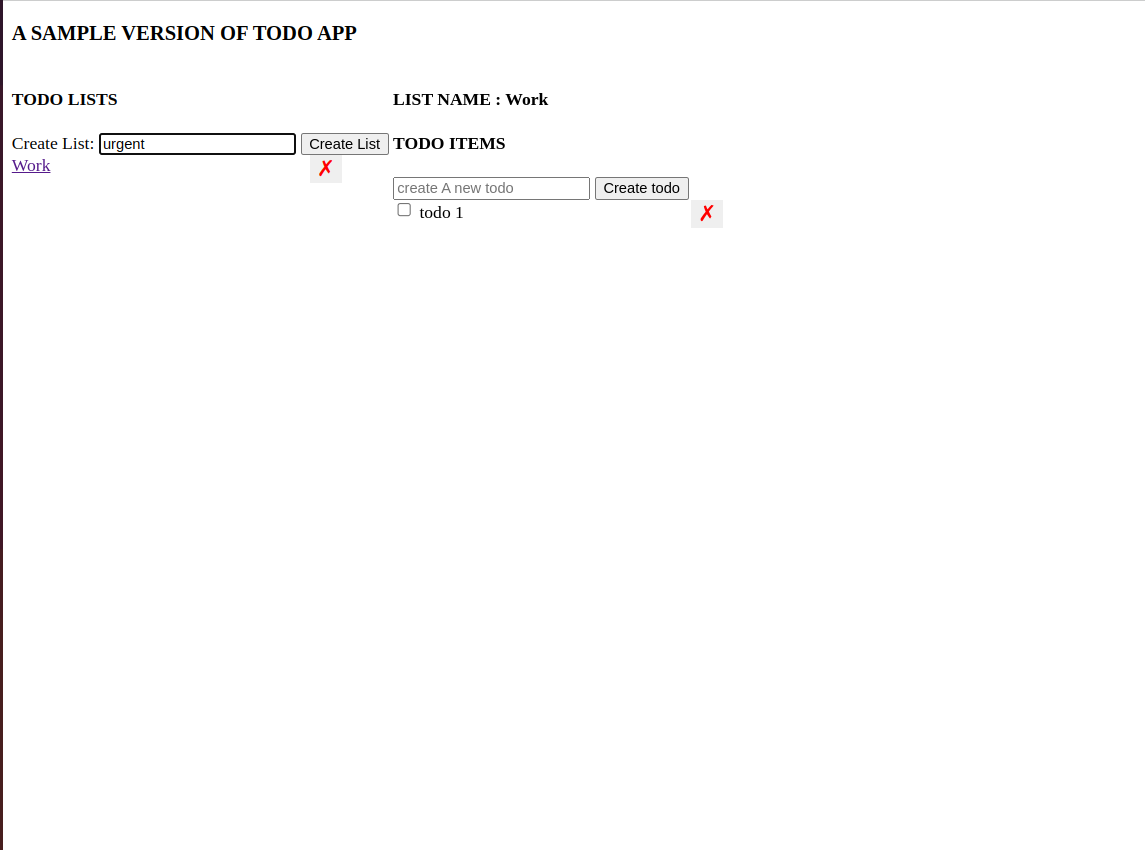 A SAMPLE VERSION OF TODO APP
TODO LISTS
Create List: urgent Create List
Work ✗
LIST NAME : Work
TODO ITEMS
create A new todo Create todo
todo 1 ✗